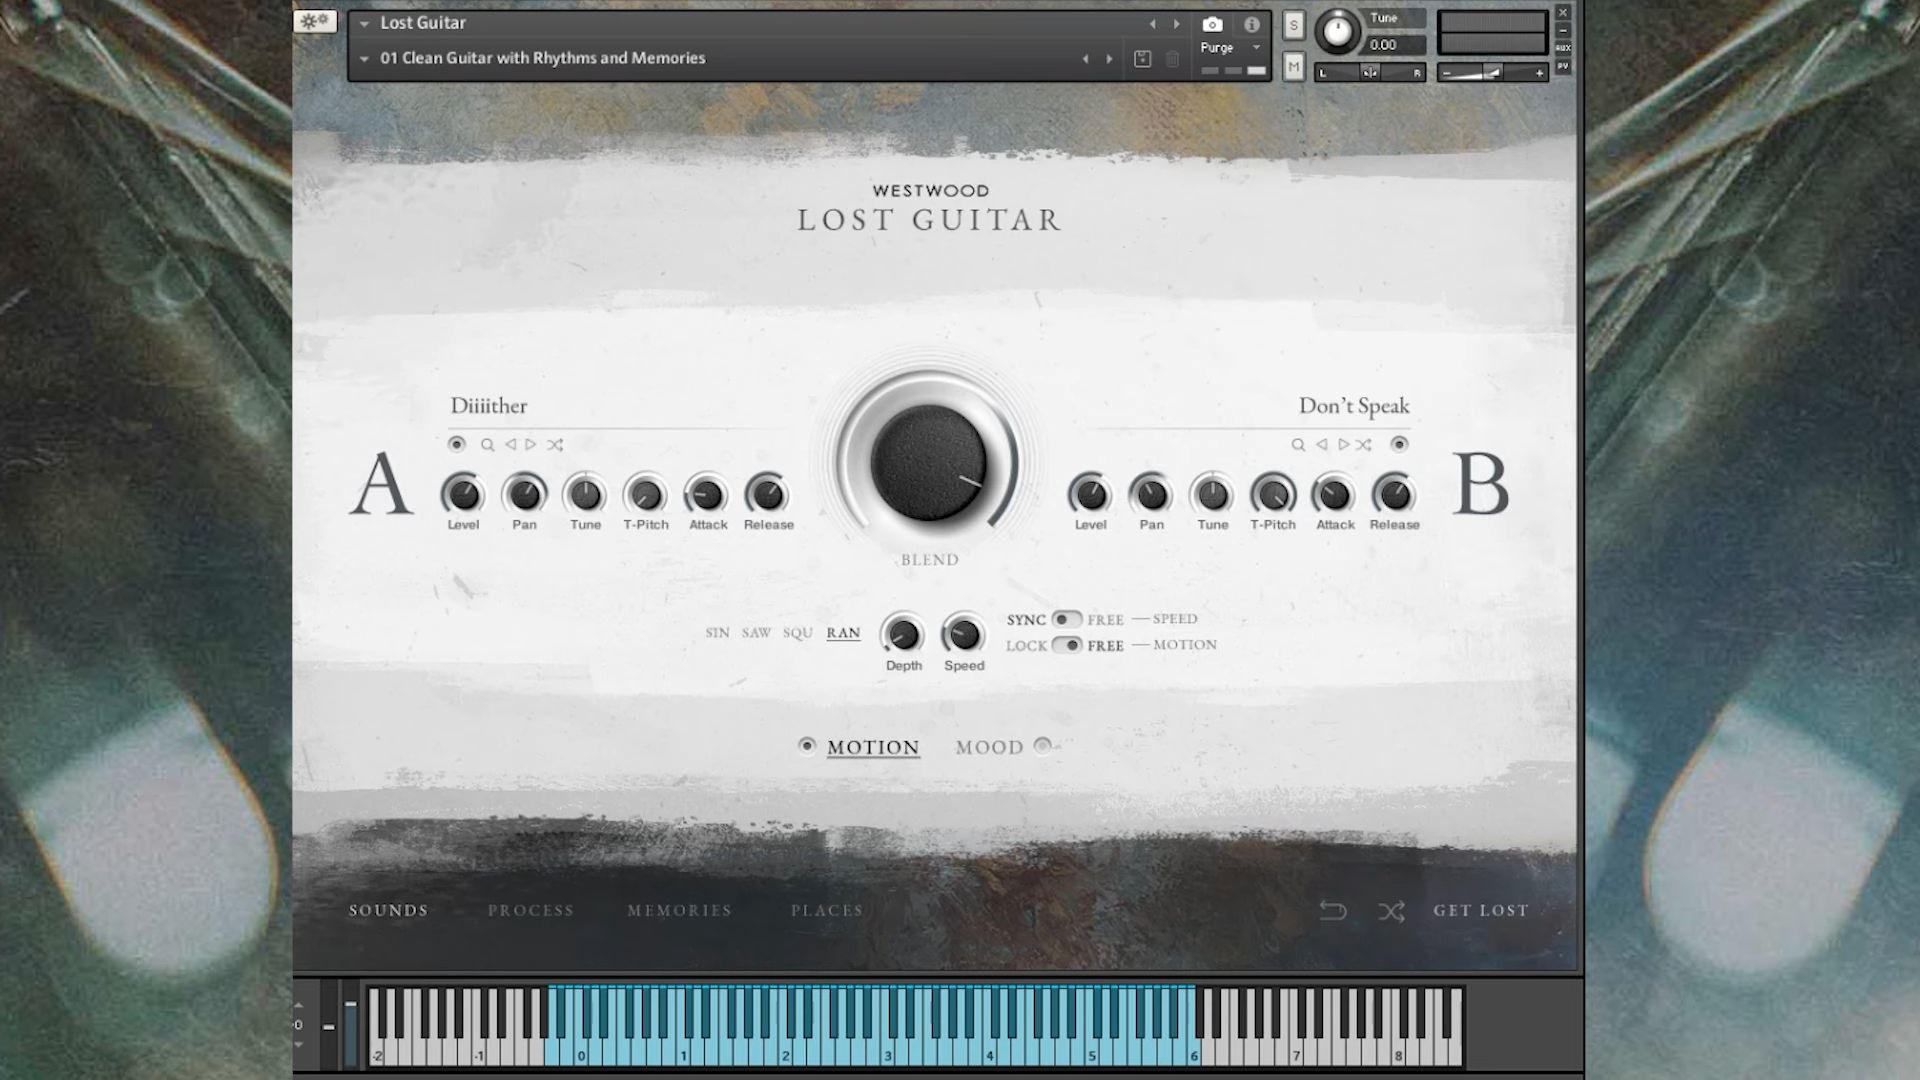 Lost Guitar
Purge
01 Clean Guitar with Rhythms and Memories
S
M
Tune
0.00
L R
- +
AUX
PV
WESTWOOD
LOST GUITAR
Diiiither
Don't Speak
A
B
Level Pan Tune T-Pitch Attack Release
Level Pan Tune T-Pitch Attack Release
BLEND
SIN SAW SQU RAN
Depth Speed
SYNC FREE — SPEED
LOCK FREE — MOTION
MOTION MOOD
SOUNDS PROCESS MEMORIES PLACES GET LOST
-2 -1 0 1 2 3 4 5 6 7 8